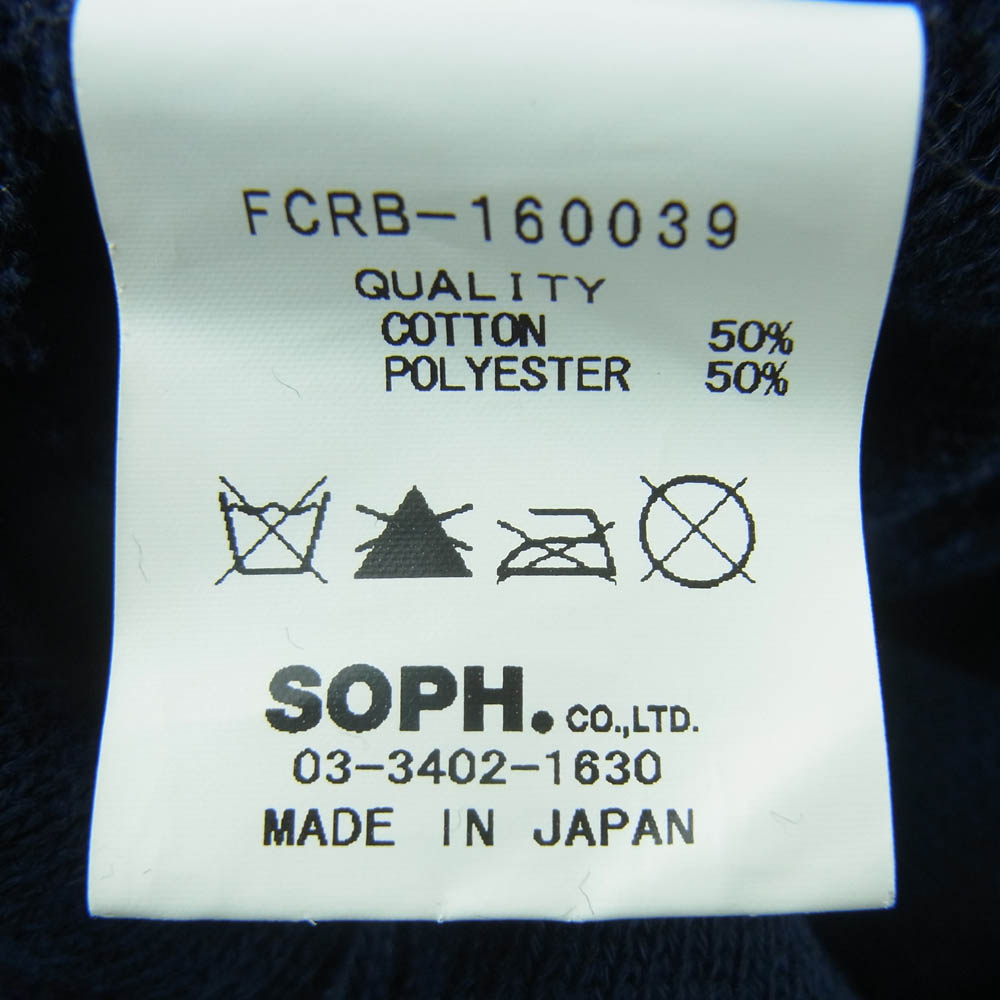 FCRB-160039
QUALITY
COTTON 50%
POLYESTER 50%
SOPH. CO.,LTD.
03-3402-1630
MADE IN JAPAN